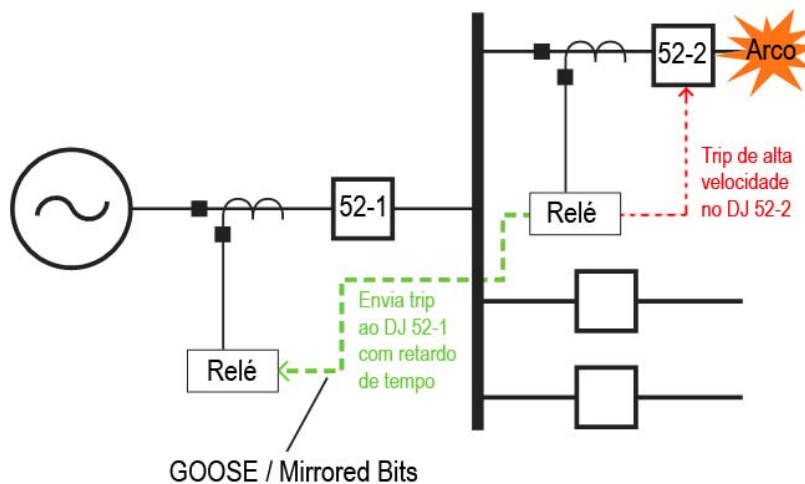 52-2
Arco
Trip de alta
velocidade
no DJ 52-2
52-1
Relé
Envia trip
ao DJ 52-1
com retardo
de tempo
Relé
GOOSE / Mirrored Bits